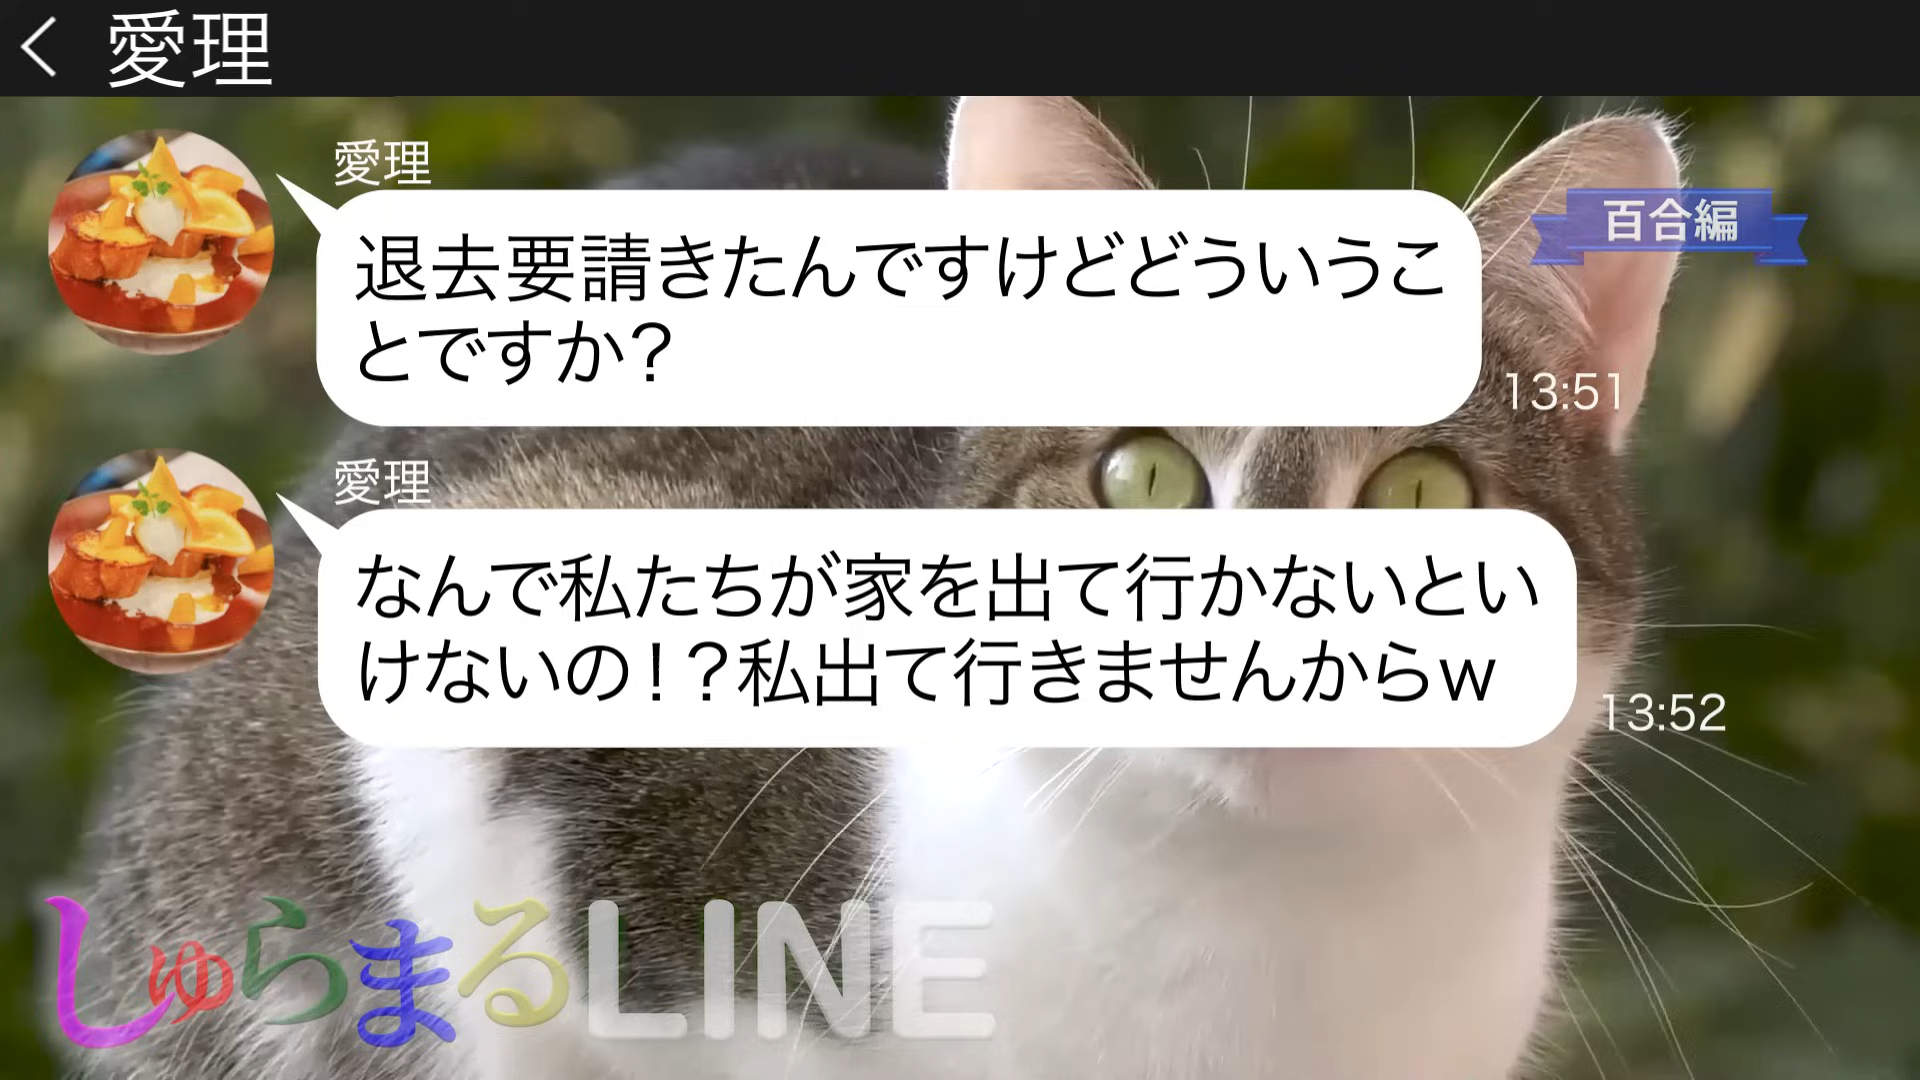 愛理
愛理
百合編
退去要請きたんですけどどういうこ
とですか?
13:51
愛理
なんで私たちが家を出て行かないとい
けないの!?私出て行きませんからw
13:52
しゅらまるLINE